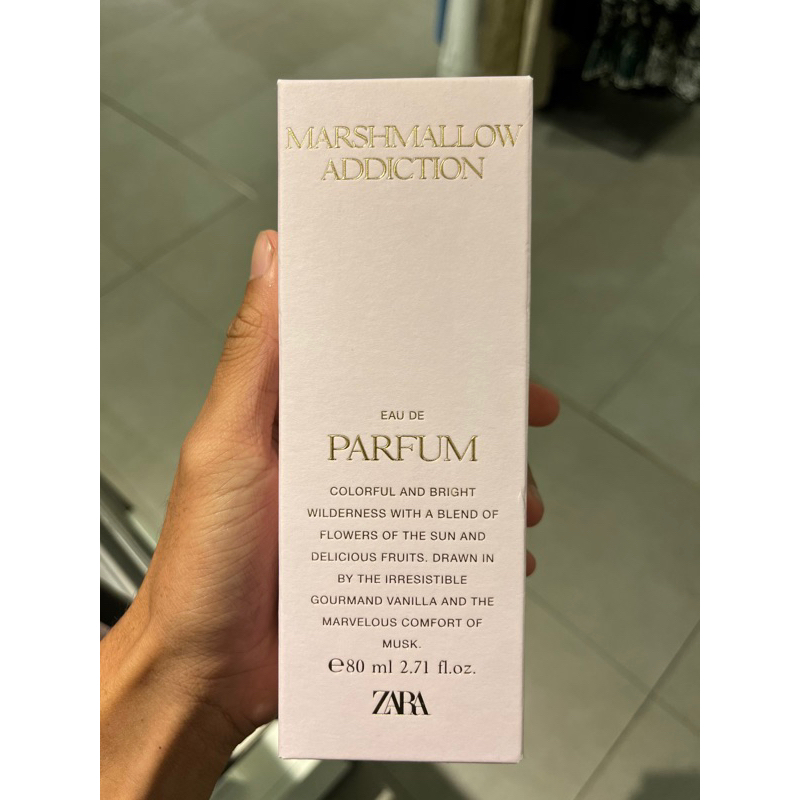 MARSHMALLOW
ADDICTION
EAU DE
PARFUM
COLORFUL AND BRIGHT
WILDERNESS WITH A BLEND OF
FLOWERS OF THE SUN AND
DELICIOUS FRUITS. DRAWN IN
BY THE IRRESISTIBLE
GOURMAND VANILLA AND THE
MARVELOUS COMFORT OF
MUSK.
℮80 ml 2.71 fl.oz.
ZARA